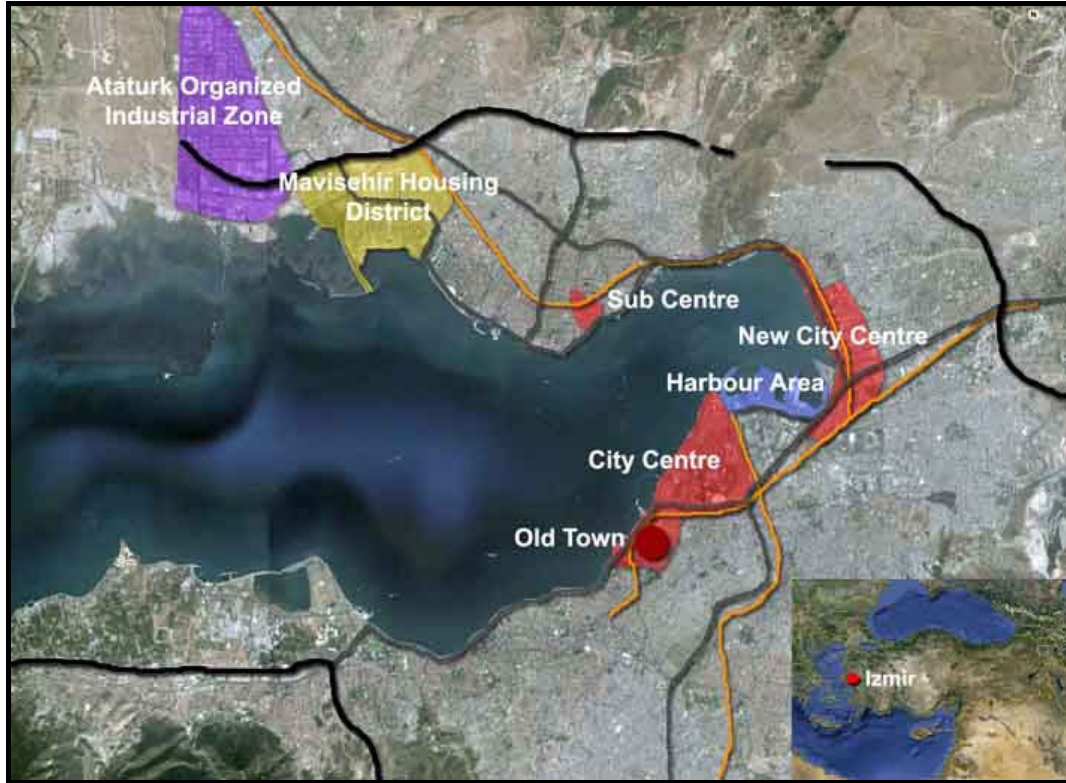 N
Ataturk Organized
Industrial Zone
Mavisehir Housing
District
Sub Centre
New City Centre
Harbour Area
City Centre
Old Town
Izmir